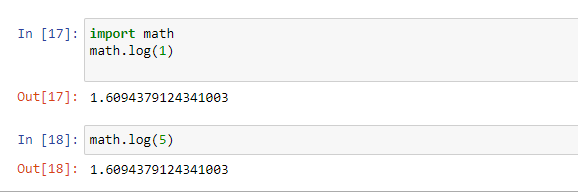 In [17]: import math
math.log(1)
Out[17]: 1.6094379124341003
In [18]: math.log(5)
Out[18]: 1.6094379124341003